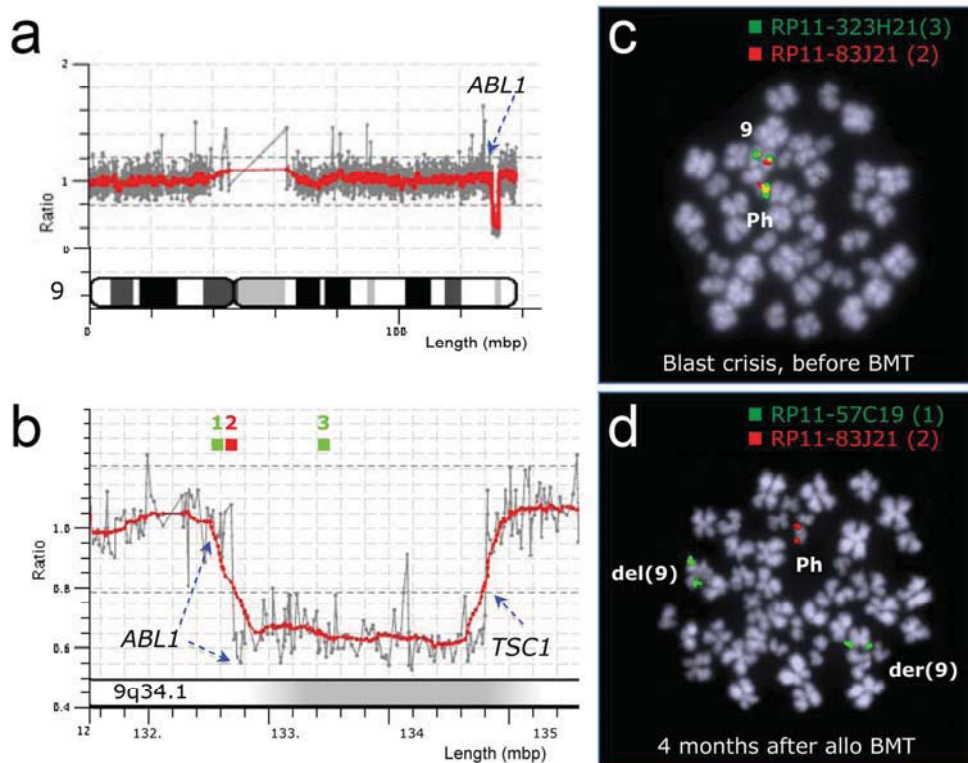 a
2
ABL1
1
Ratio
0
9
0
100
Length (mbp)
b
1
2
3
1.0
Ratio
0.8
0.6
ABL1
TSC1
9q34.1
0.4
12
132.
133.
134
135
Length (mbp)
c
RP11-323H21(3)
RP11-83J21 (2)
9
Ph
Blast crisis, before BMT
d
RP11-57C19 (1)
RP11-83J21 (2)
del(9)
Ph
der(9)
4 months after allo BMT